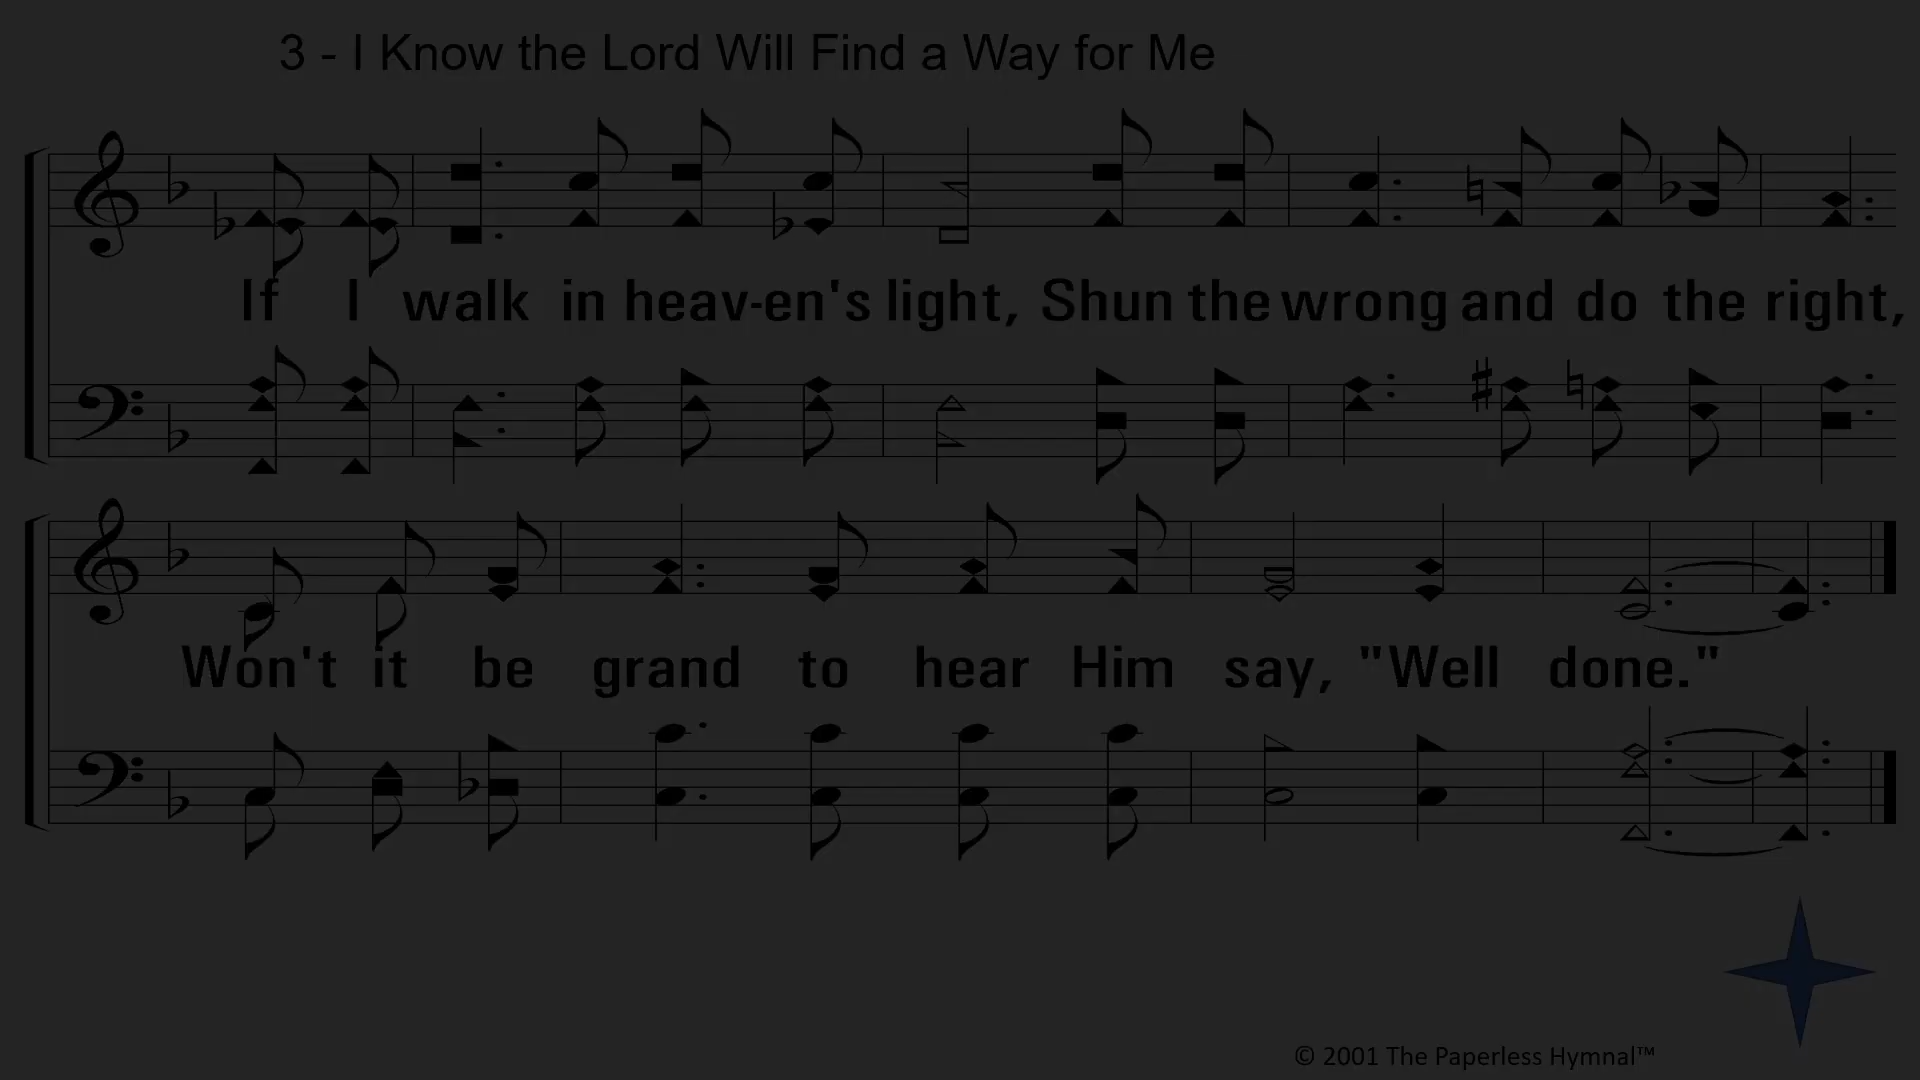 3 - I Know the Lord Will Find a Way for Me
If I walk in heav-en's light, Shun the wrong and do the right,
Won't it be grand to hear Him say, "Well done."
© 2001 The Paperless Hymnal™